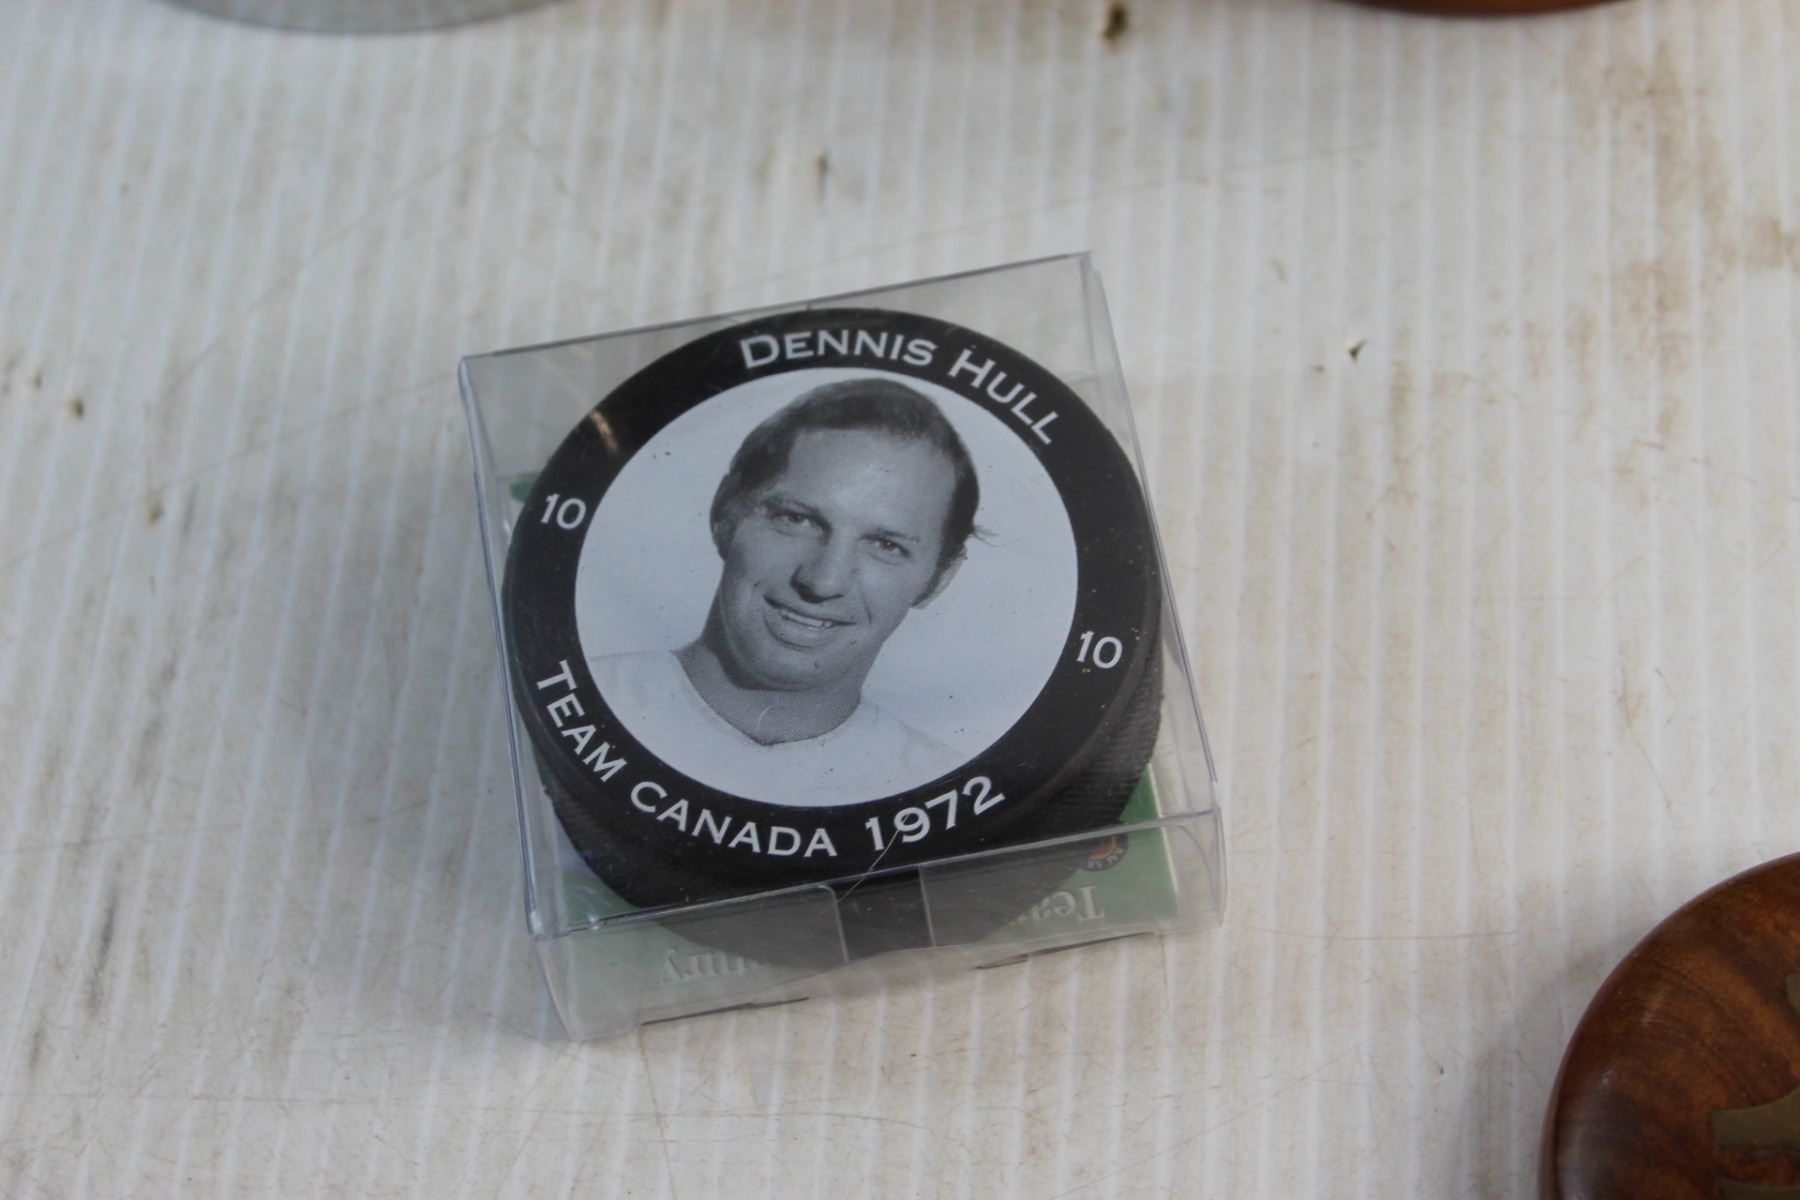 DENNIS HULL
10
10
TEAM CANADA 1972